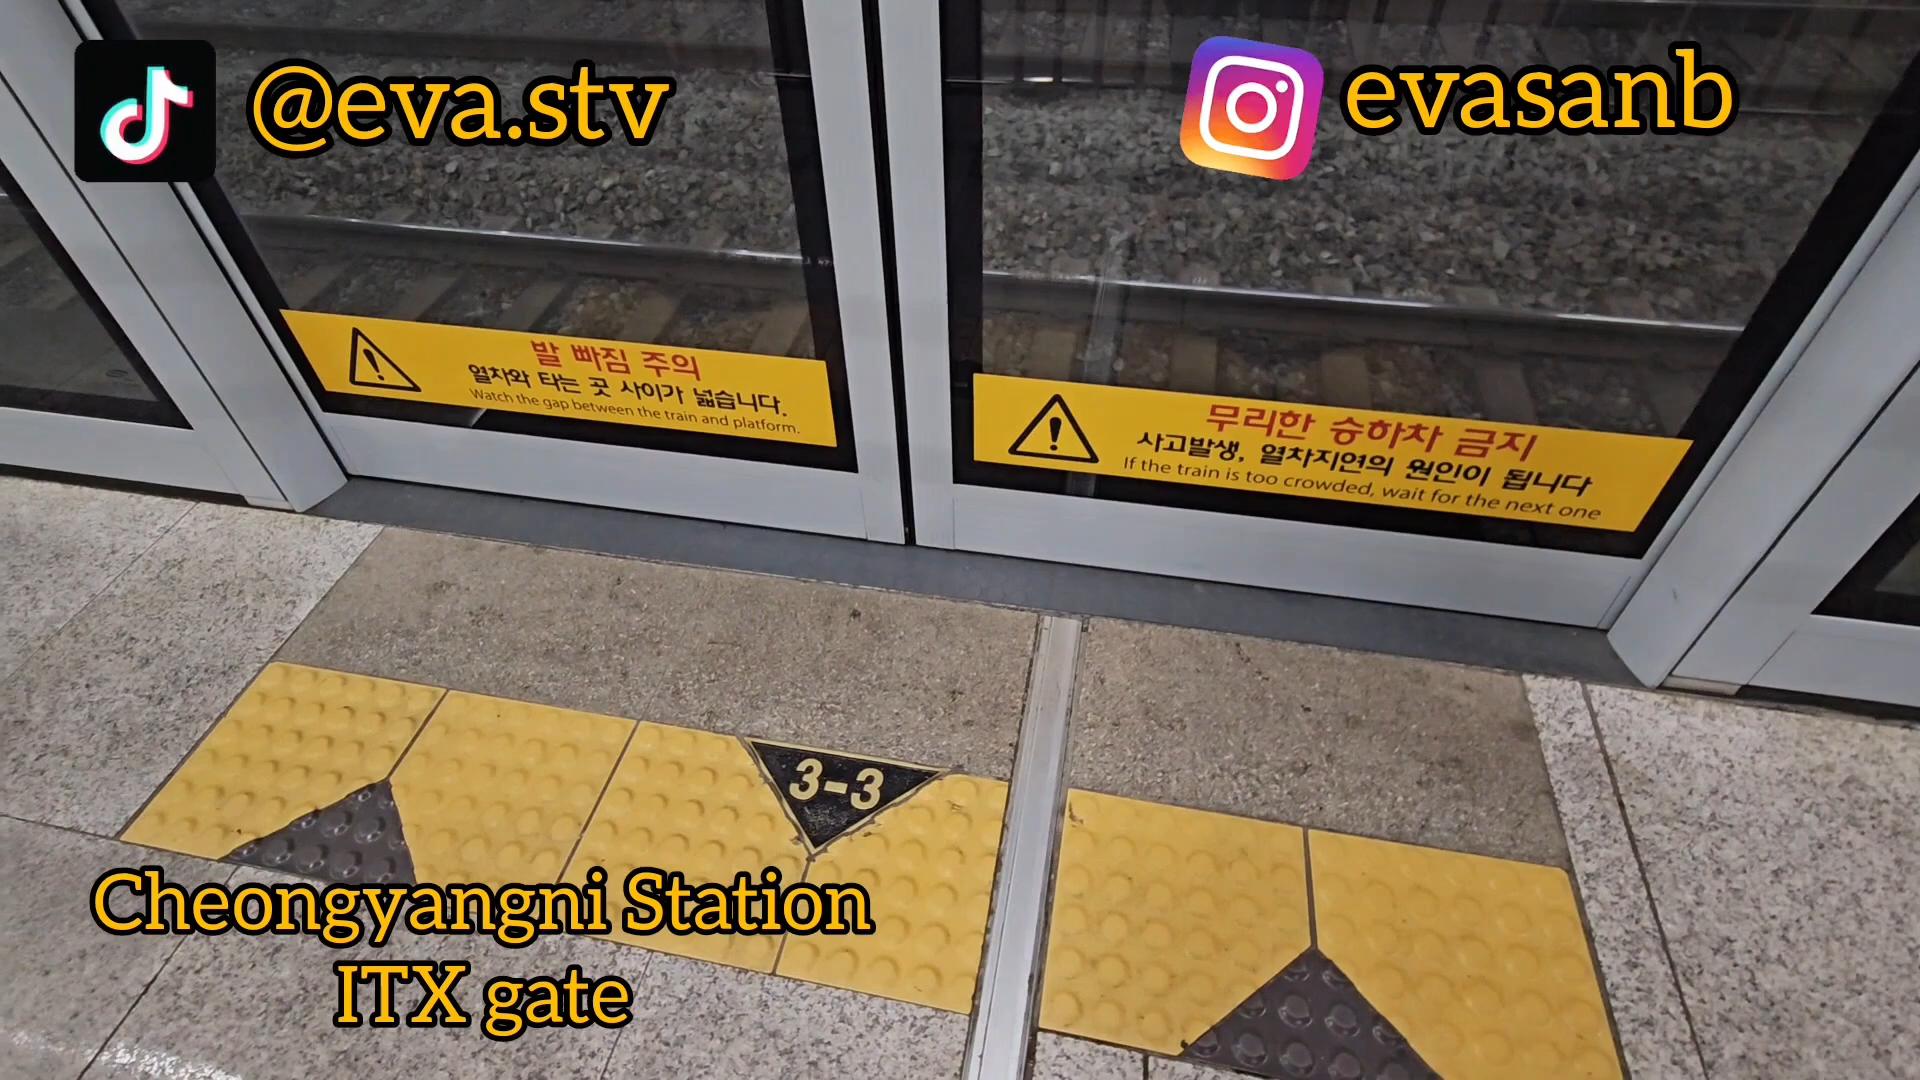 @eva.stv
evasanb
발 빠짐 주의
열차와 타는 곳 사이가 넓습니다.
Watch the gap between the train and platform.
무리한 승하차 금지
사고발생, 열차지연의 원인이 됩니다
If the train is too crowded, wait for the next one
3-3
Cheongyangni Station
ITX gate